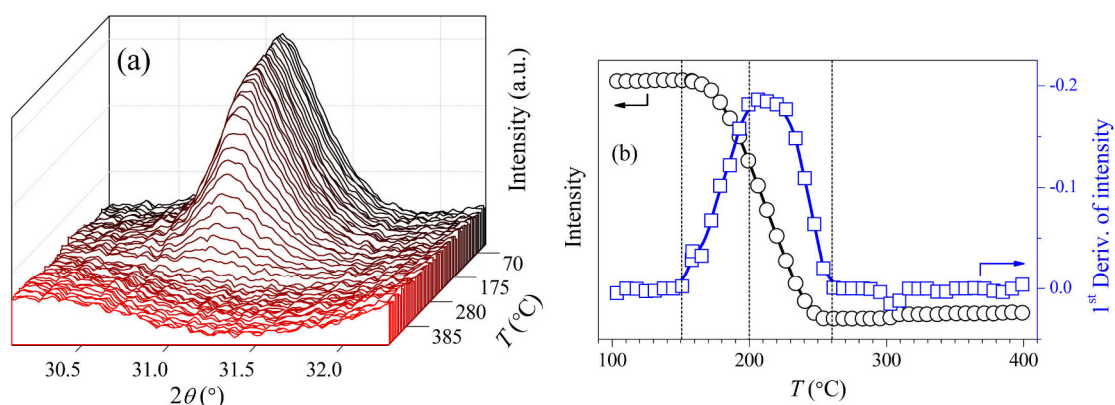 (a)
Intensity (a.u.)
70
175
280
385
T (°C)
30.5 31.0 31.5 32.0
2θ (°)
(b)
Intensity
100 200 300 400
T (°C)
-0.2
-0.1
0.0
1st Deriv. of intensity